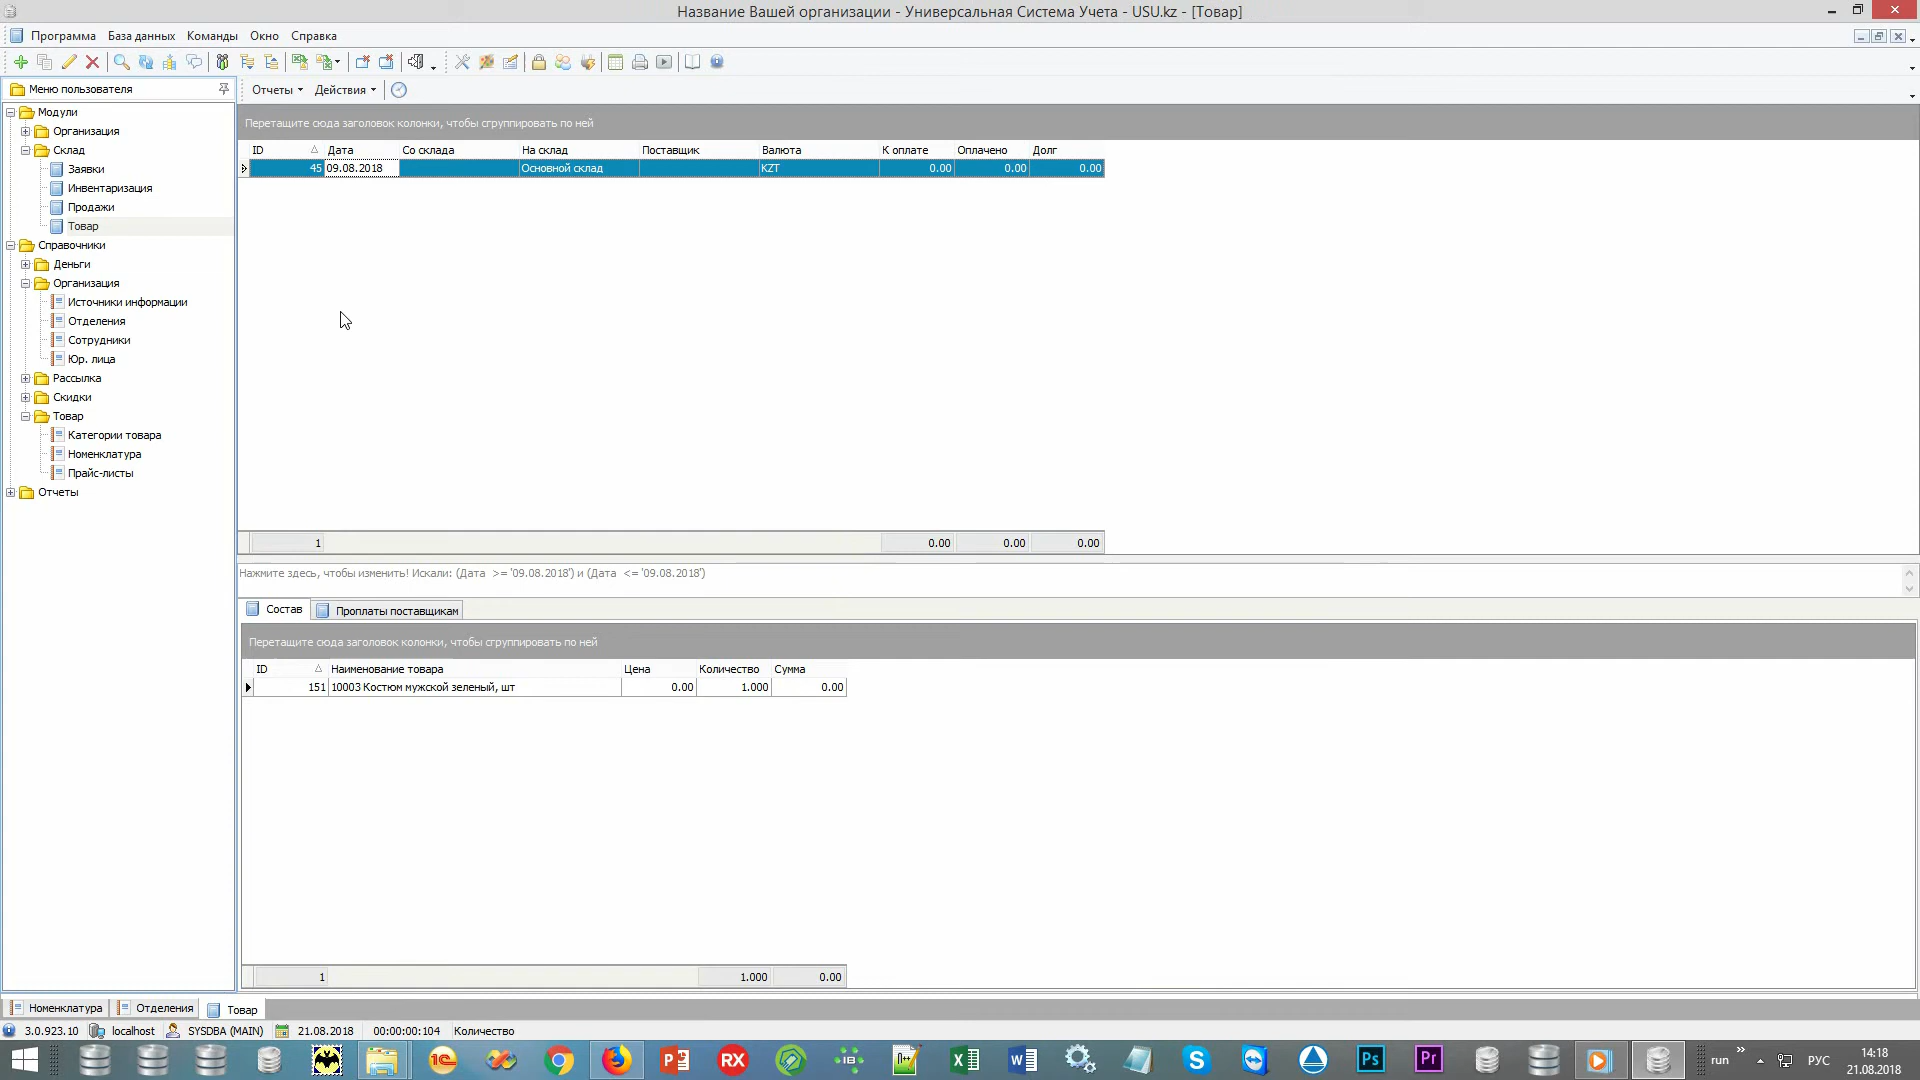 Название Вашей организации - Универсальная Система Учета - USU.kz - [Товар]
Программа База данных Команды Окно Справка
Меню пользователя
Отчеты Действия
Модули
Организация
Склад
Заявки
Инвентаризация
Продажи
Товар
Справочники
Деньги
Организация
Источники информации
Отделения
Сотрудники
Юр. лица
Рассылка
Скидки
Товар
Категории товара
Номенклатура
Прайс-листы
Отчеты
Перетащите сюда заголовок колонки, чтобы сгруппировать по ней
ID Дата Со склада На склад Поставщик Валюта К оплате Оплачено Долг
45 09.08.2018 Основной склад KZT 0.00 0.00 0.00
1 0.00 0.00 0.00
Нажмите здесь, чтобы изменить! Искали: (Дата >= '09.08.2018') и (Дата <= '09.08.2018')
Состав Проплаты поставщикам
Перетащите сюда заголовок колонки, чтобы сгруппировать по ней
ID Наименование товара Цена Количество Сумма
151 10003 Костюм мужской зеленый, шт 0.00 1.000 0.00
1 1.000 0.00
Номенклатура Отделения Товар
3.0.923.10 localhost SYSDBA (MAIN) 21.08.2018 00:00:00:104 Количество
run РУС 14:18
21.08.2018